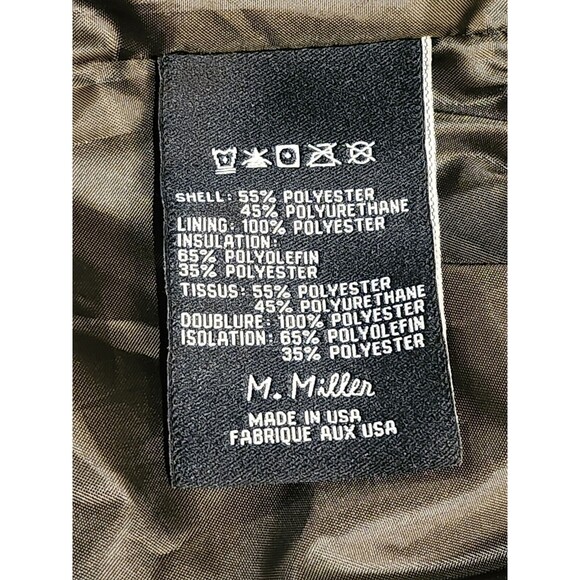 SHELL: 55% POLYESTER
45% POLYURETHANE
LINING: 100% POLYESTER
INSULATION:
65% POLYOLEFIN
35% POLYESTER
TISSUS: 55% POLYESTER
45% POLYURETHANE
DOUBLURE: 100% POLYESTER
ISOLATION: 65% POLYOLEFIN
35% POLYESTER
M. Miller
MADE IN USA
FABRIQUE AUX USA